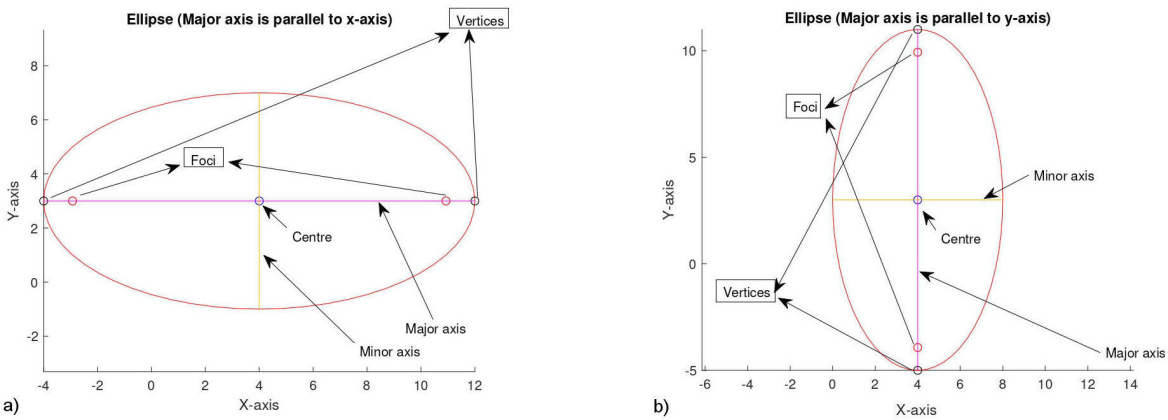 Ellipse (Major axis is parallel to x-axis)
Vertices
8
6
Foci
4
Y-axis
2
Centre
0
Major axis
-2
Minor axis
-4 -2 0 2 4 6 8 10 12
X-axis
a)
Ellipse (Major axis is parallel to y-axis)
10
Foci
5
Minor axis
Y-axis
Centre
0
Vertices
Major axis
-5
-6 -4 -2 0 2 4 6 8 10 12 14
X-axis
b)